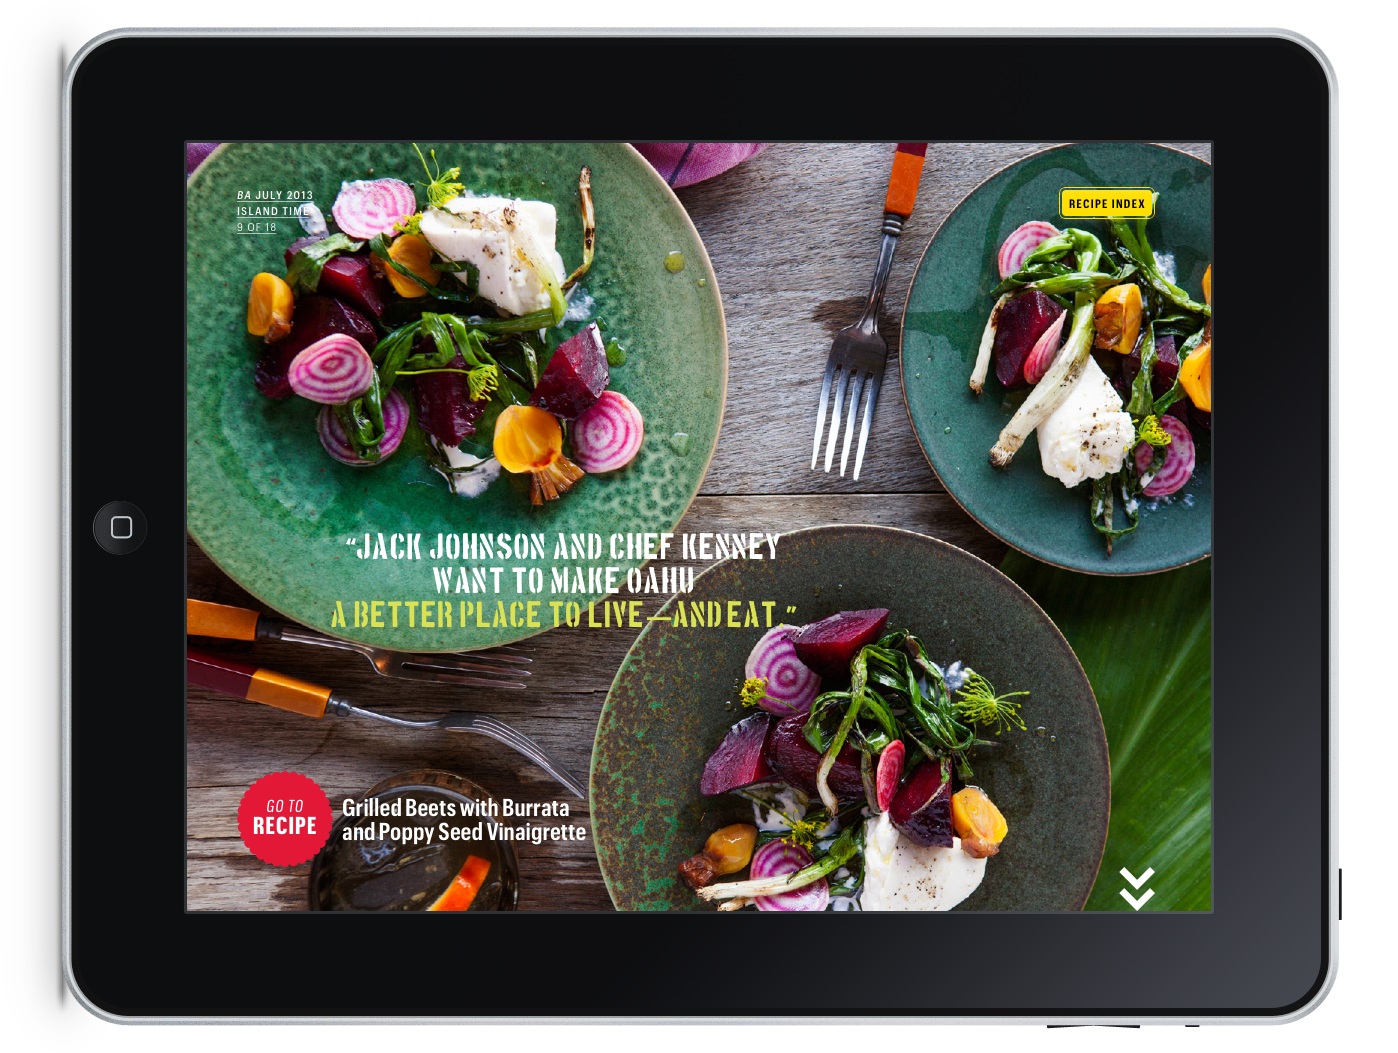 BA JULY 2013
ISLAND TIME
9 OF 18
RECIPE INDEX
“JACK JOHNSON AND CHEF KENNEY
WANT TO MAKE OAHU
A BETTER PLACE TO LIVE—AND EAT.”
GO TO
RECIPE
Grilled Beets with Burrata
and Poppy Seed Vinaigrette